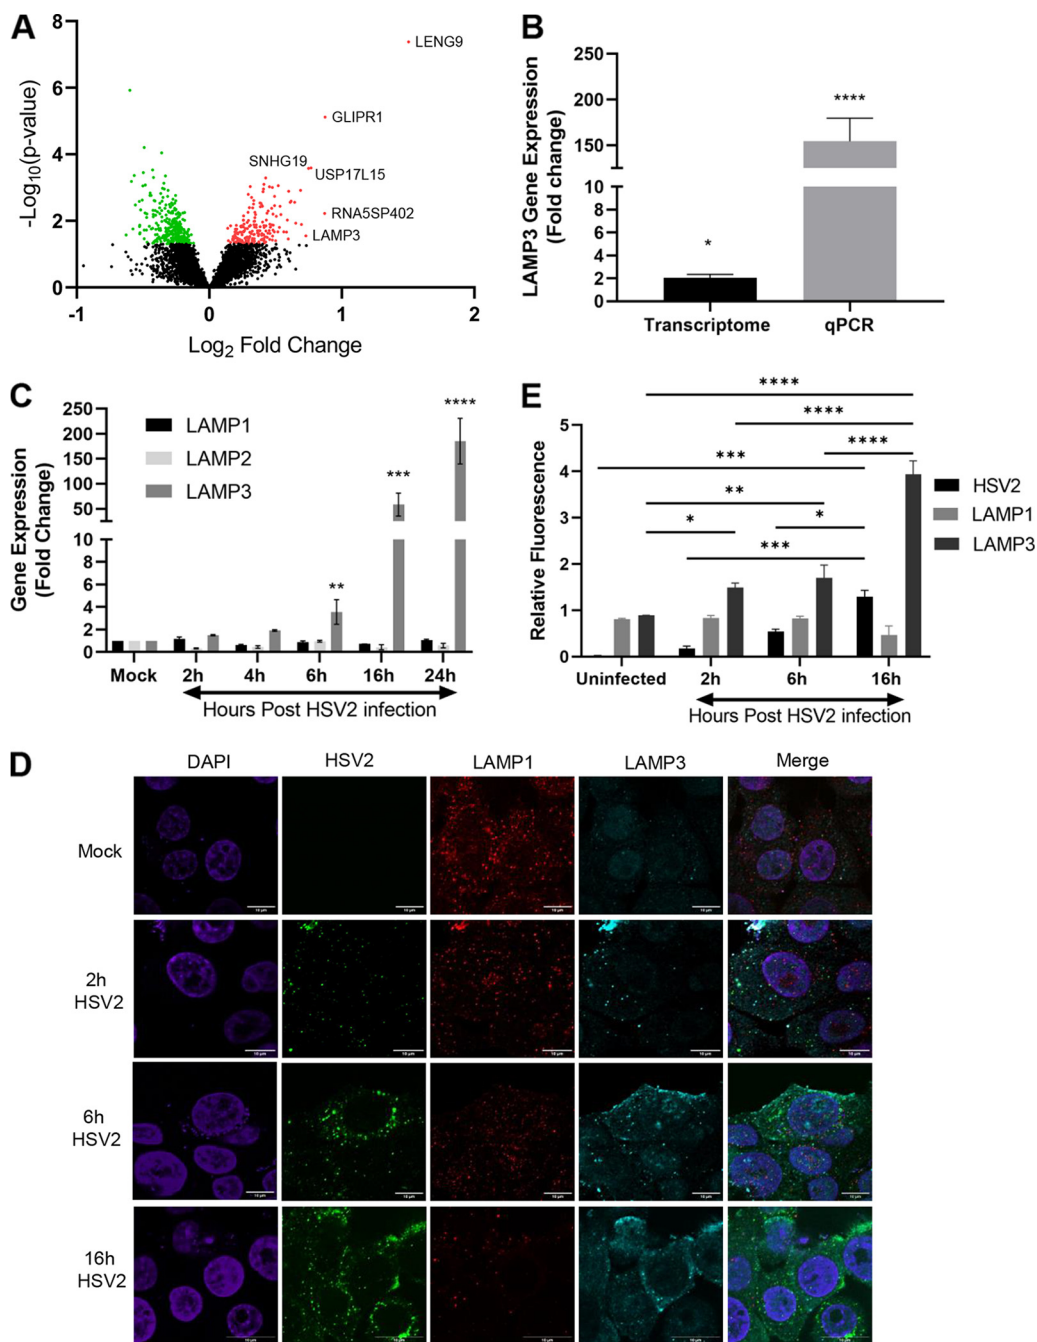 A
8
6
4
2
0
-Log10(p-value)
LENG9
GLIPR1
SNHG19
USP17L15
RNA5SP402
LAMP3
-1
0
1
2
Log2 Fold Change
B
LAMP3 Gene Expression
(Fold change)
250
200
150
10
8
6
4
2
0
*
****
Transcriptome
qPCR
C
Gene Expression
(Fold Change)
250
200
150
100
50
10
8
6
4
2
0
LAMP1
LAMP2
LAMP3
**
***
****
Mock
2h
4h
6h
16h
24h
Hours Post HSV2 infection
E
Relative Fluorescence
5
4
3
2
1
0
****
****
****
***
**
*
*
***
HSV2
LAMP1
LAMP3
Uninfected
2h
6h
16h
Hours Post HSV2 infection
D
DAPI
HSV2
LAMP1
LAMP3
Merge
Mock
2h
HSV2
6h
HSV2
16h
HSV2